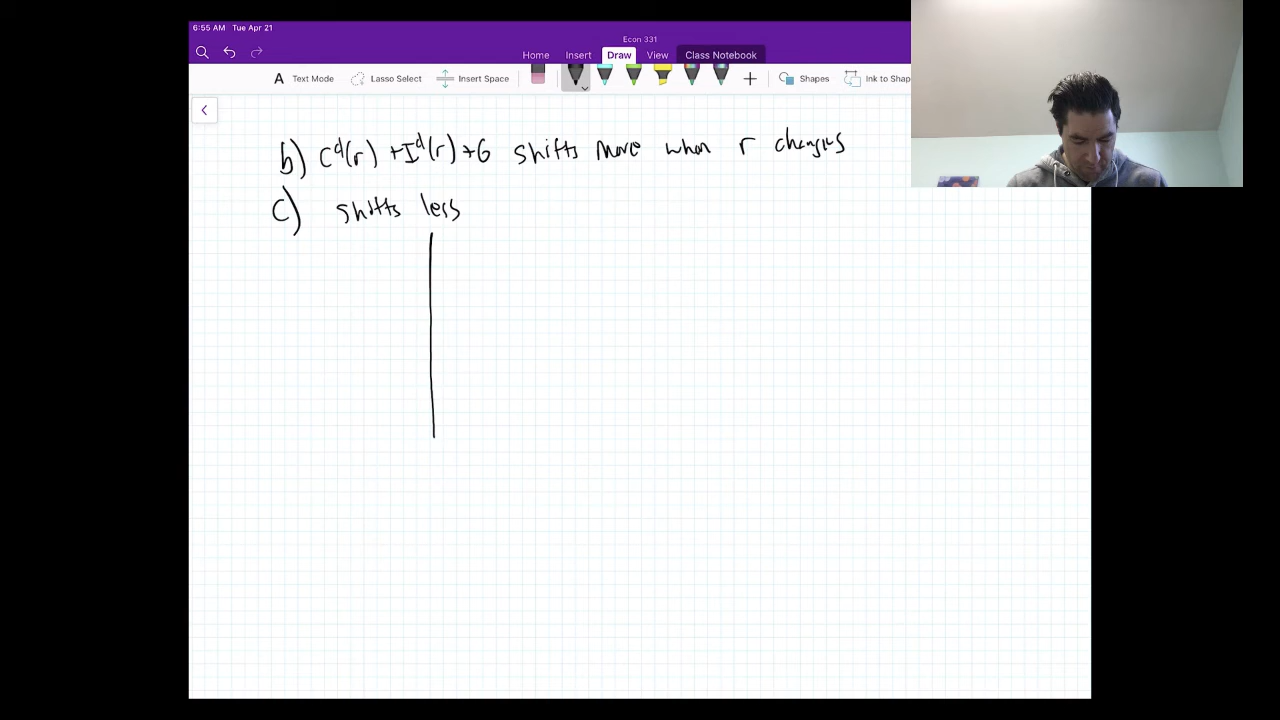 6:55 AM Tue Apr 21
Econ 331
Home Insert Draw View Class Notebook
A Text Mode Lasso Select Insert Space Shapes Ink to Shap
b) C^d(r) + I^d(r) + G shifts more when r changes
c) shifts less